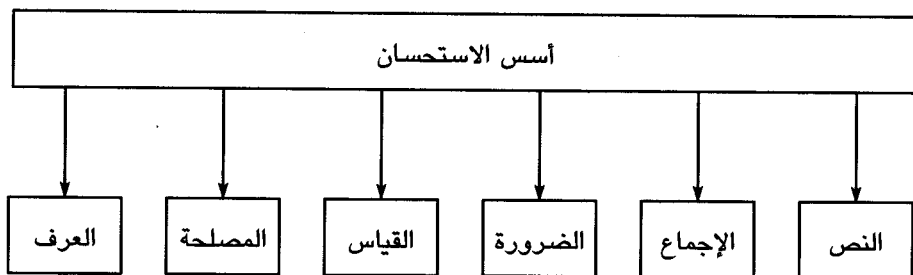 أسس الاستحسان
النص
الإجماع
الضرورة
القياس
المصلحة
العرف